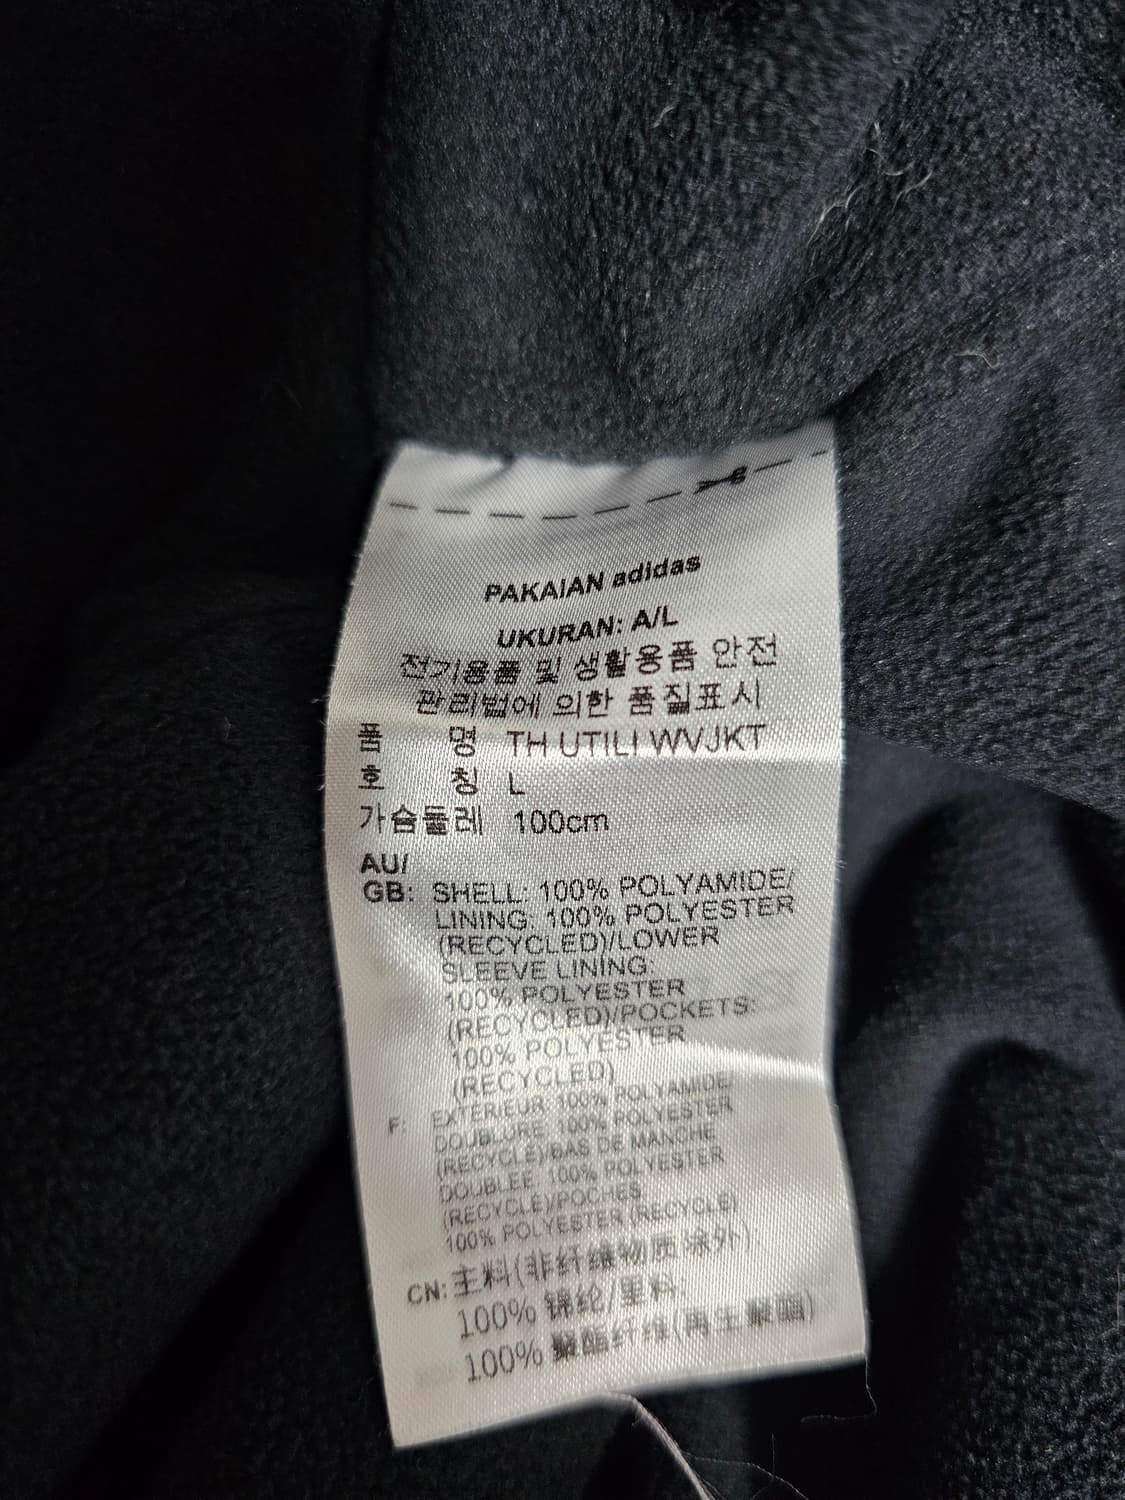 PAKAIAN adidas
UKURAN: A/L
전기용품 및 생활용품 안전
관리법에 의한 품질표시
품 명 TH UTILI WVJKT
호 칭 L
가슴둘레 100cm
AU/
GB: SHELL: 100% POLYAMIDE/
LINING: 100% POLYESTER
(RECYCLED)/LOWER
SLEEVE LINING:
100% POLYESTER
(RECYCLED)/POCKETS:
100% POLYESTER
(RECYCLED)
F: EXTERIEUR: 100% POLYAMIDE/
DOUBLURE: 100% POLYESTER
(RECYCLE)/BAS DE MANCHE
DOUBLEE: 100% POLYESTER
(RECYCLE)/POCHES:
100% POLYESTER (RECYCLE)
CN: 主料(非纤维物质除外)
100% 锦纶/里料:
100% 聚酯纤维(再生聚酯)